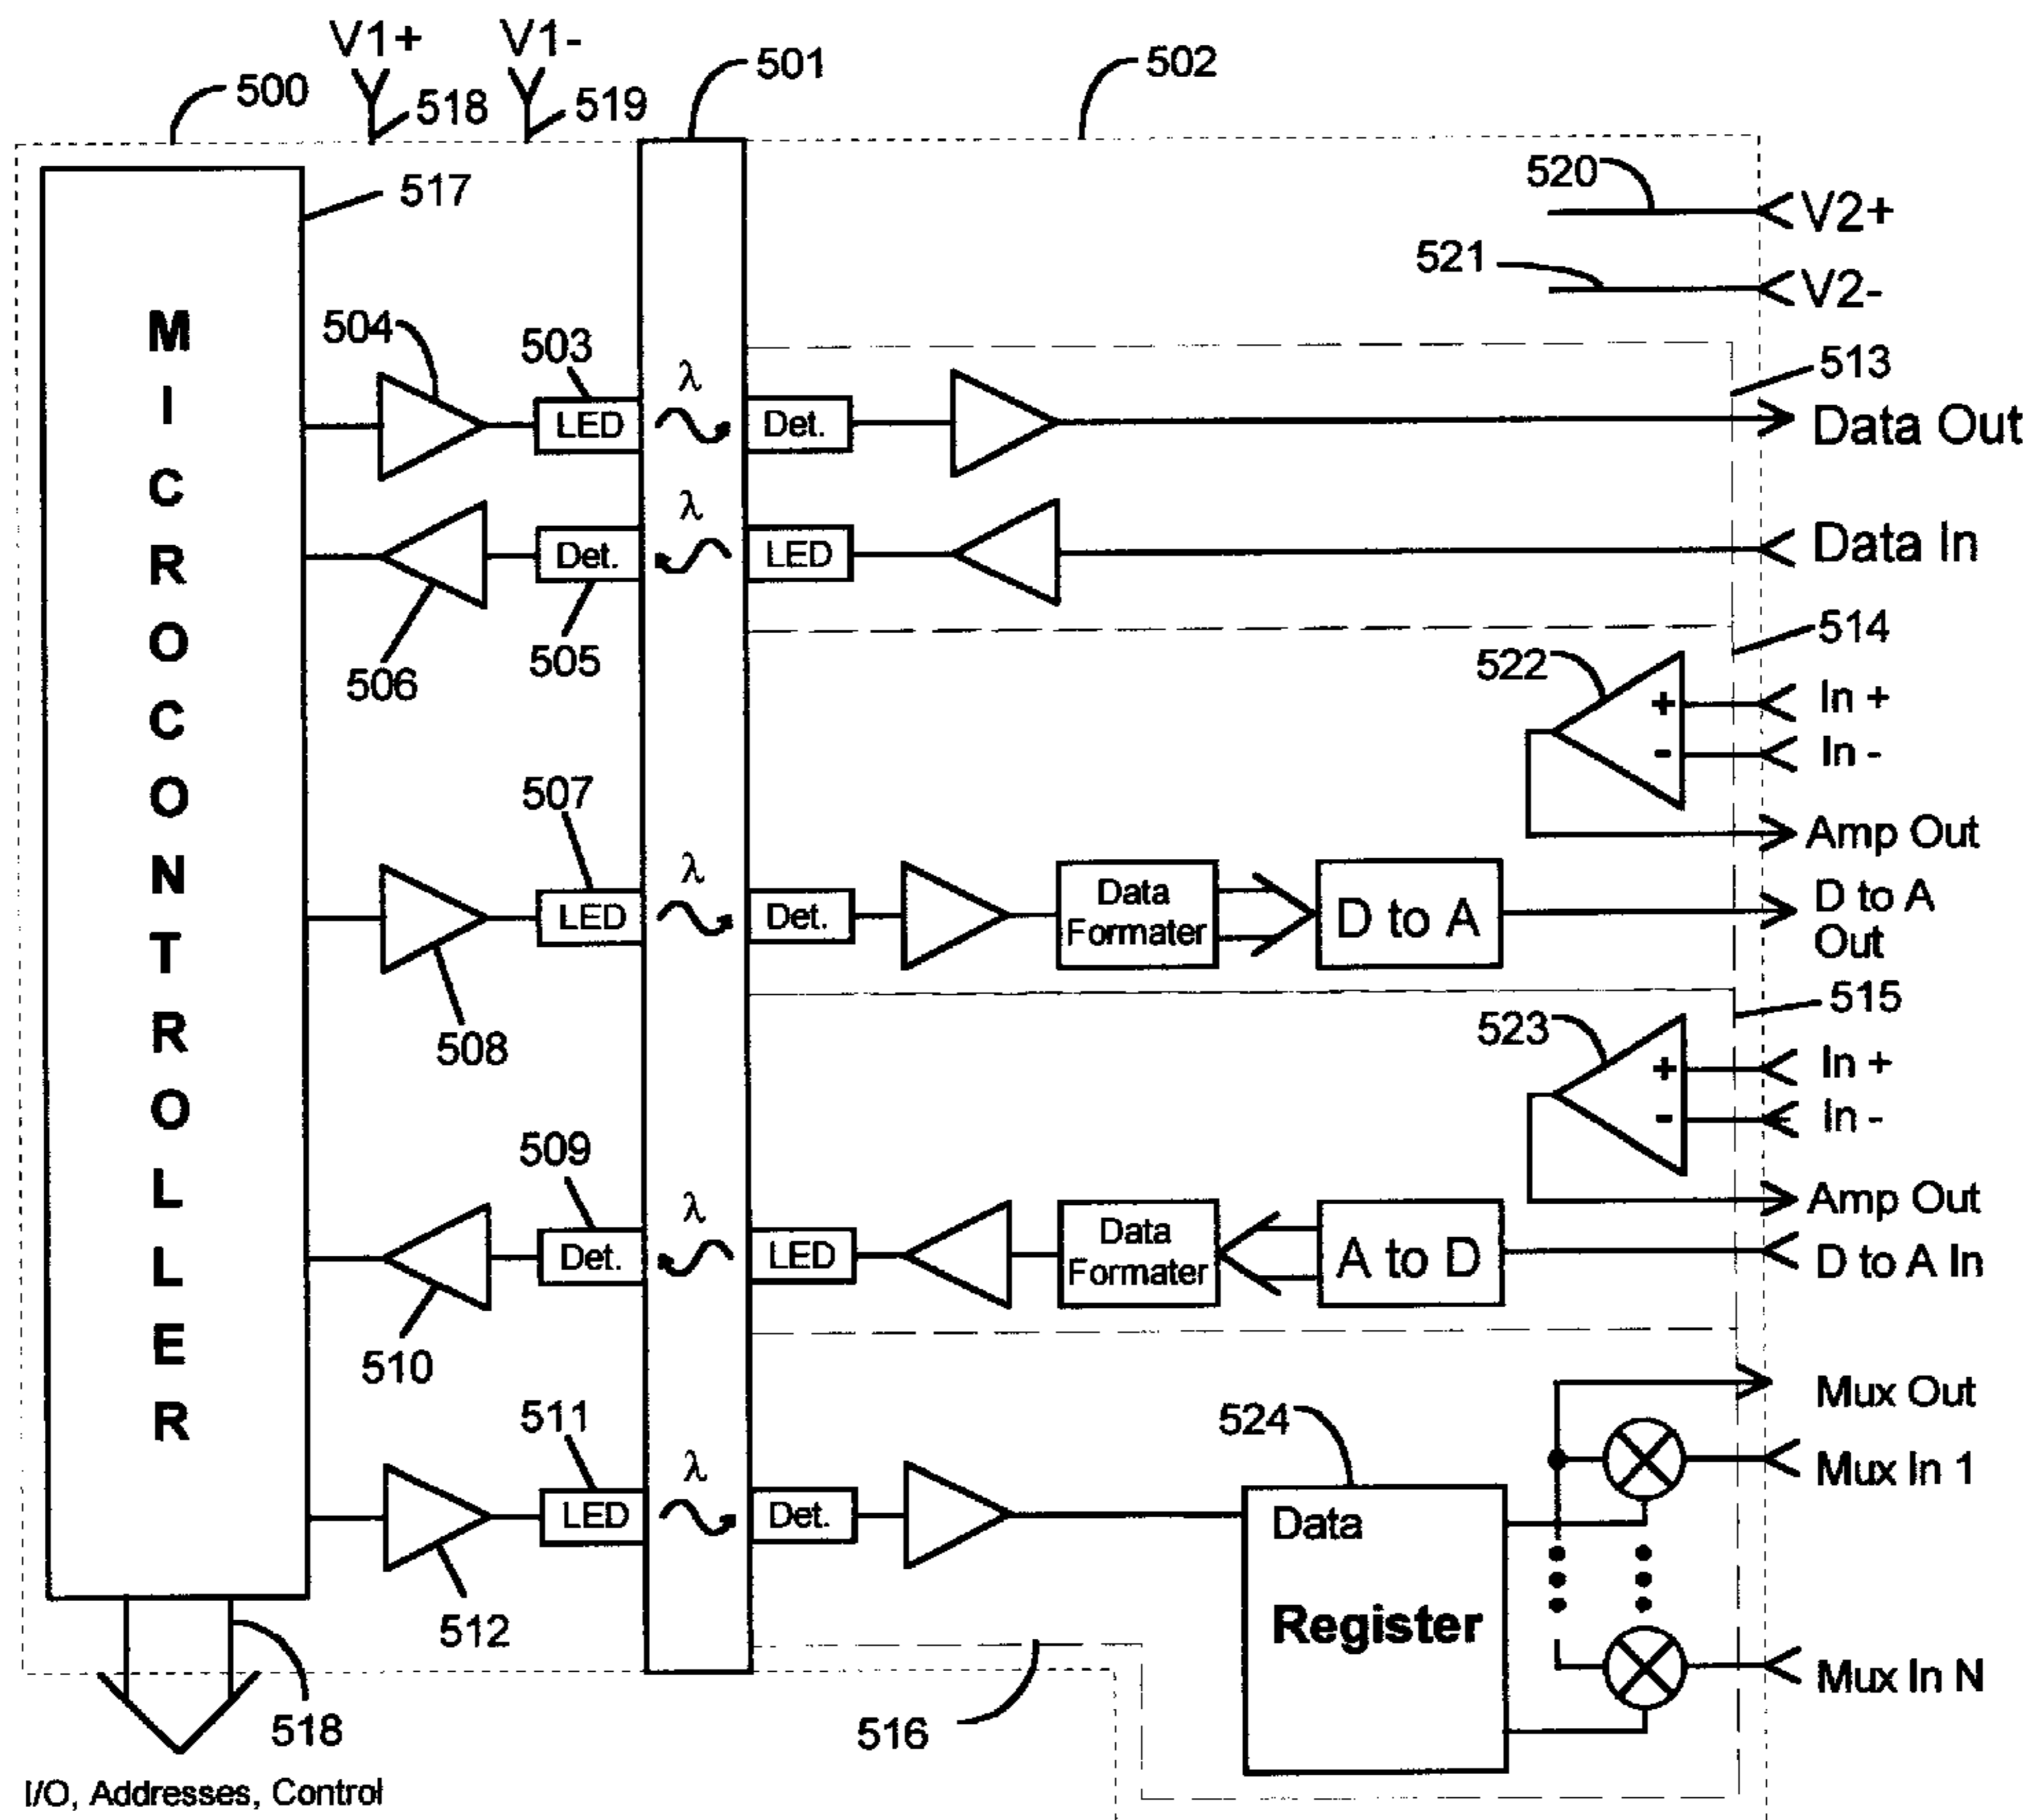 V1+ V1-
500 518 519 501 502
517
520 V2+
521 V2-
MICROCONTROLLER
504 503 λ 513
LED Det. Data Out
λ
Det. LED Data In
506 505
514
522 + In +
- In -
507 Amp Out
λ
LED Det. Data Formater D to A D to A Out
508
515
523 + In +
- In -
509 Amp Out
λ
Det. LED Data Formater A to D D to A In
510
Mux Out
511 524
λ Mux In 1
LED Det. Data
Register
512 Mux In N
518 516
I/O, Addresses, Control